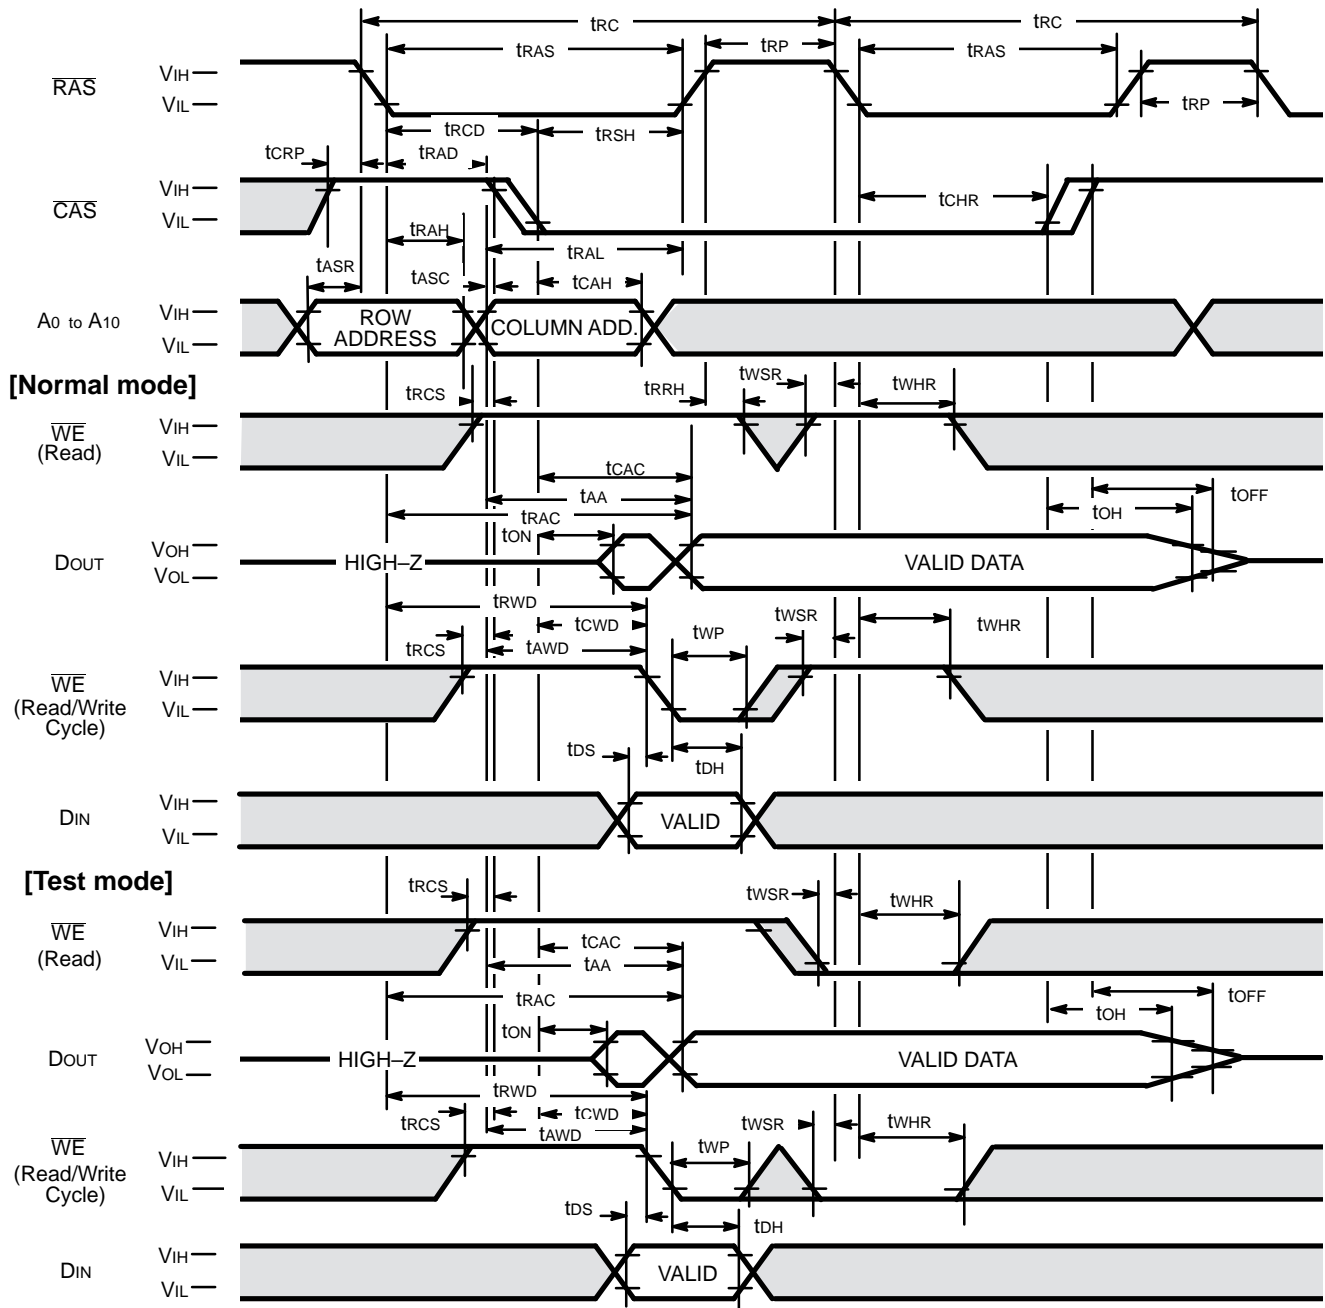 tRC tRC
tRAS tRP tRAS
RAS VIH
VIL
tRP
tRCD tRSH
tCRP tRAD
CAS VIH
VIL
tCHR
tRAH
tRAL
tASR tASC tCAH
A0 to A10 VIH
VIL
ROW ADDRESS COLUMN ADD.
[Normal mode]
tRCS tRRH tWSR tWHR
WE (Read) VIH
VIL
tCAC
tAA
tRAC
tON tOH tOFF
DOUT VOH
VOL
HIGH–Z VALID DATA
tRWD
tCWD tWP tWSR tWHR
tRCS tAWD
WE (Read/Write Cycle) VIH
VIL
tDS tDH
DIN VIH
VIL
VALID
[Test mode]
tRCS tWSR tWHR
WE (Read) VIH
VIL
tCAC
tAA
tRAC
tON tOH tOFF
DOUT VOH
VOL
HIGH–Z VALID DATA
tRWD
tRCS tCWD tWSR tWHR
tAWD tWP
WE (Read/Write Cycle) VIH
VIL
tDS tDH
DIN VIH
VIL
VALID